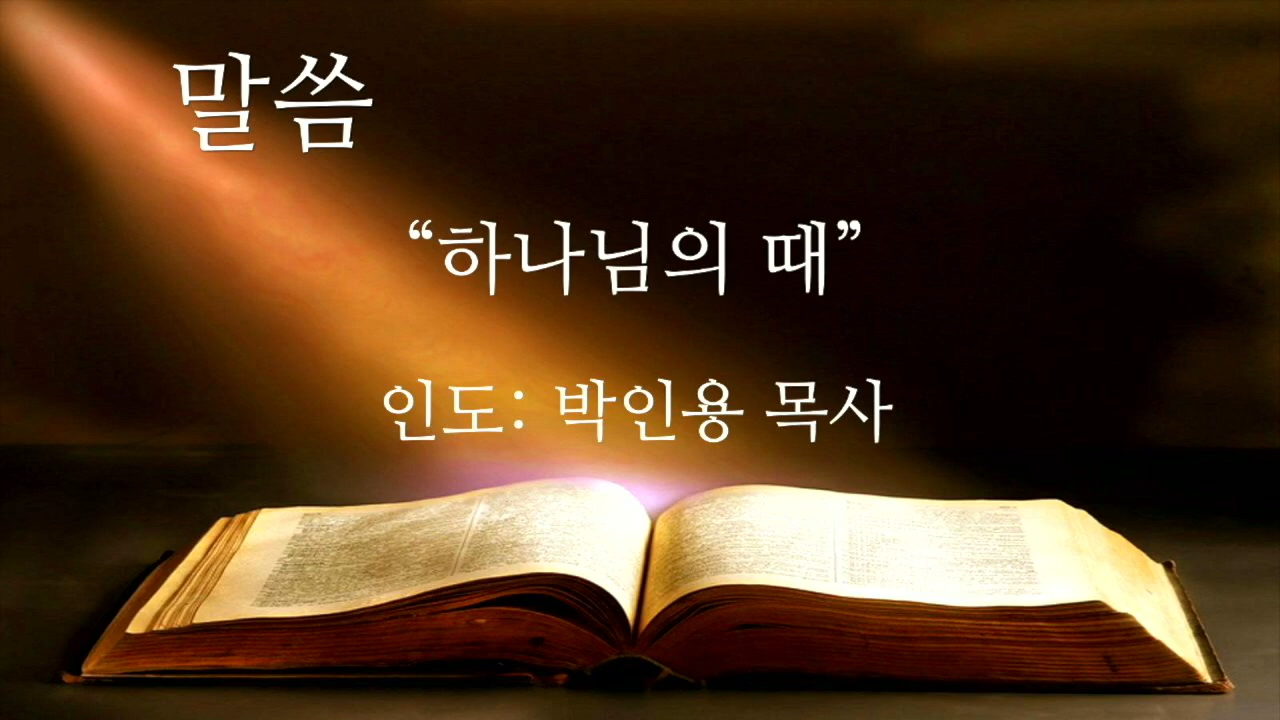 말씀
“하나님의 때”
인도: 박인용 목사